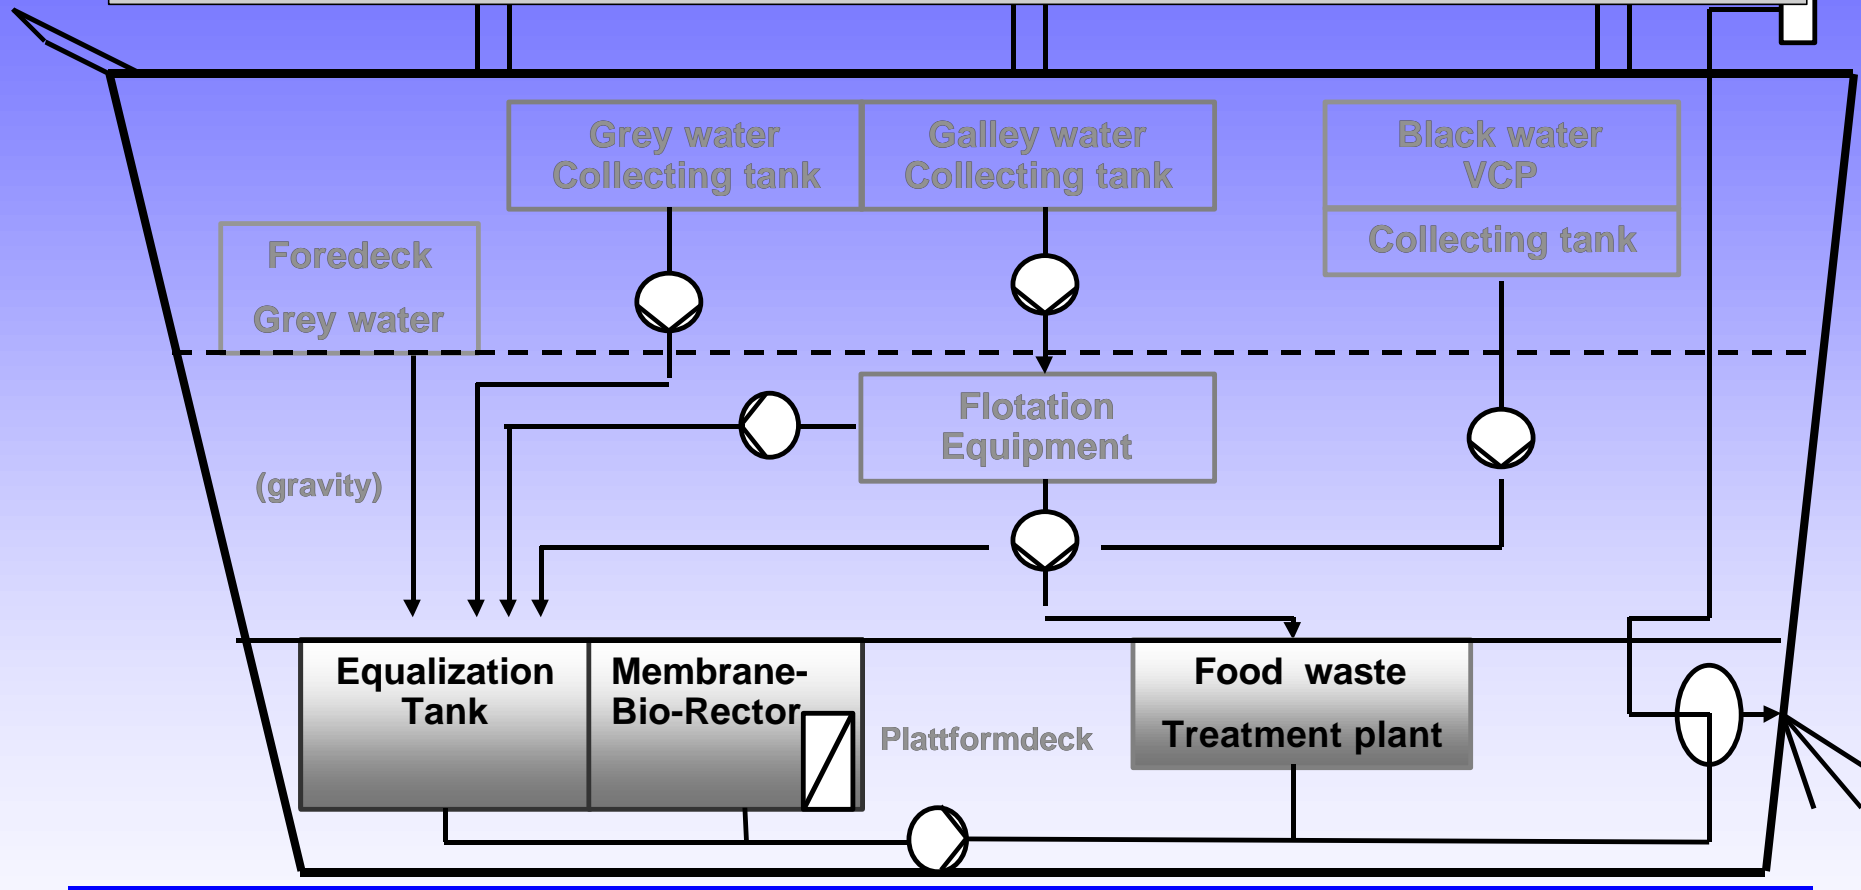 Grey water
Collecting tank
Galley water
Collecting tank
Black water
VCP
Collecting tank
Foredeck
Grey water
Flotation
Equipment
(gravity)
Equalization
Tank
Membrane-
Bio-Rector
Food waste
Treatment plant
Plattformdeck